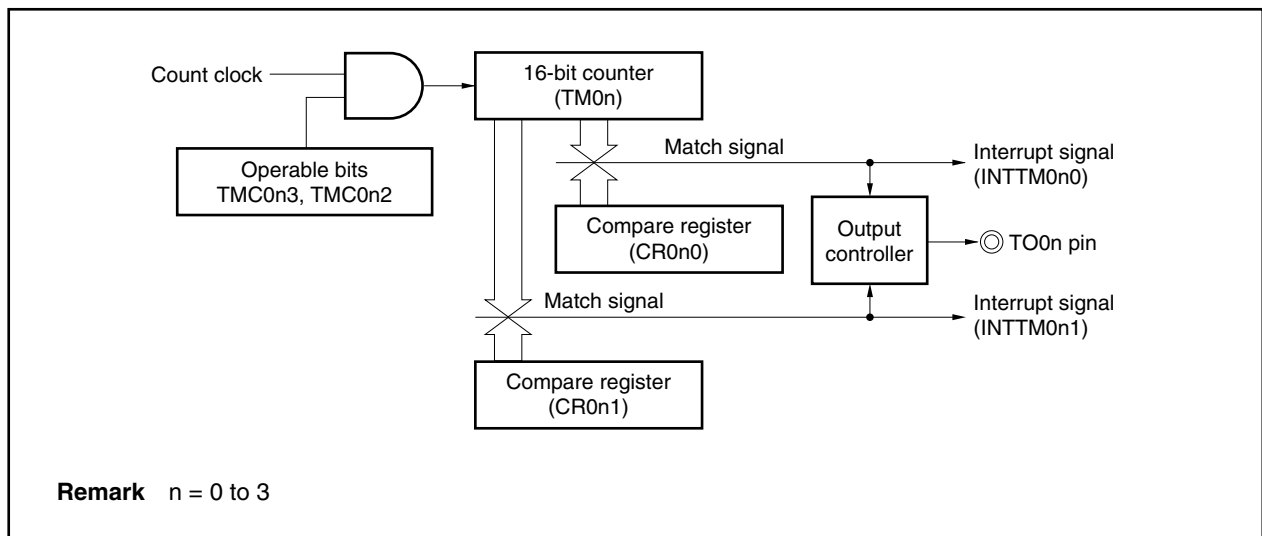 Count clock
16-bit counter
(TM0n)
Operable bits
TMC0n3, TMC0n2
Match signal
Interrupt signal
(INTTM0n0)
Compare register
(CR0n0)
Output
controller
TO0n pin
Match signal
Interrupt signal
(INTTM0n1)
Compare register
(CR0n1)
Remark n = 0 to 3